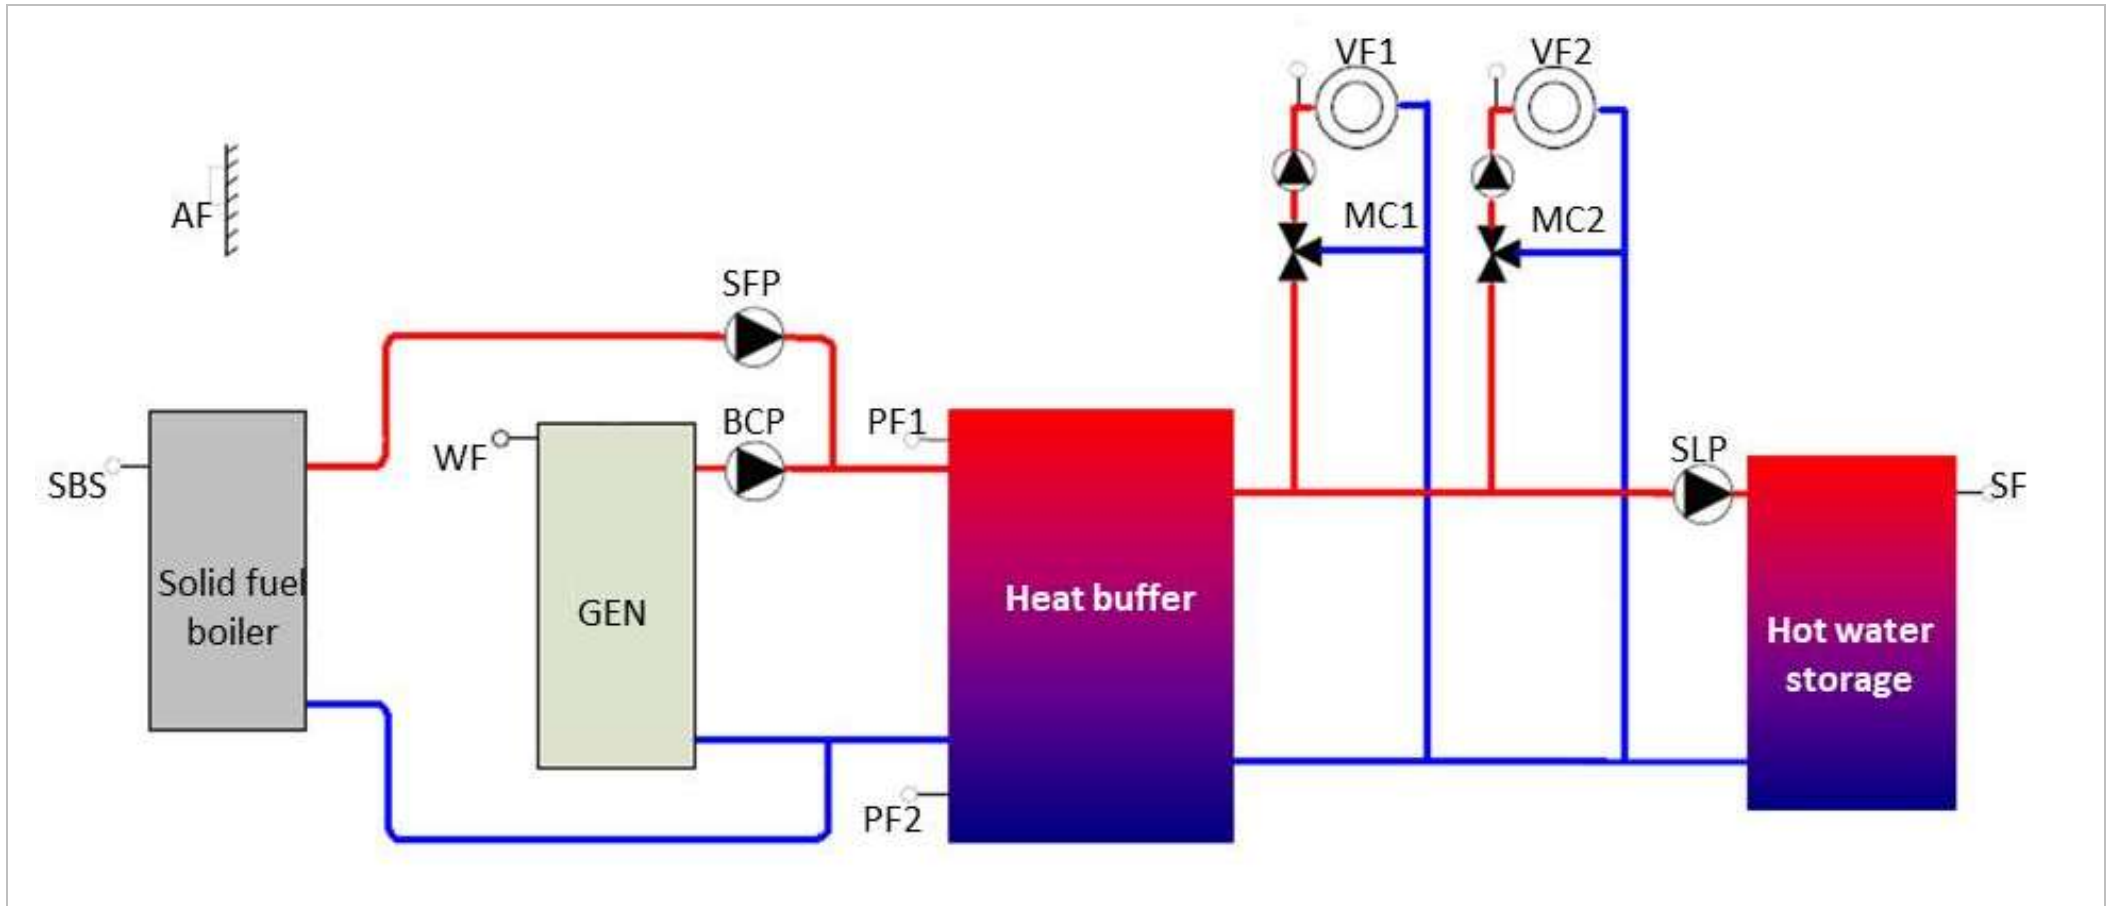 VF1
VF2
AF
MC1
MC2
SFP
BCP
PF1
WF
SLP
SBS
SF
Solid fuel
boiler
GEN
Heat buffer
Hot water
storage
PF2